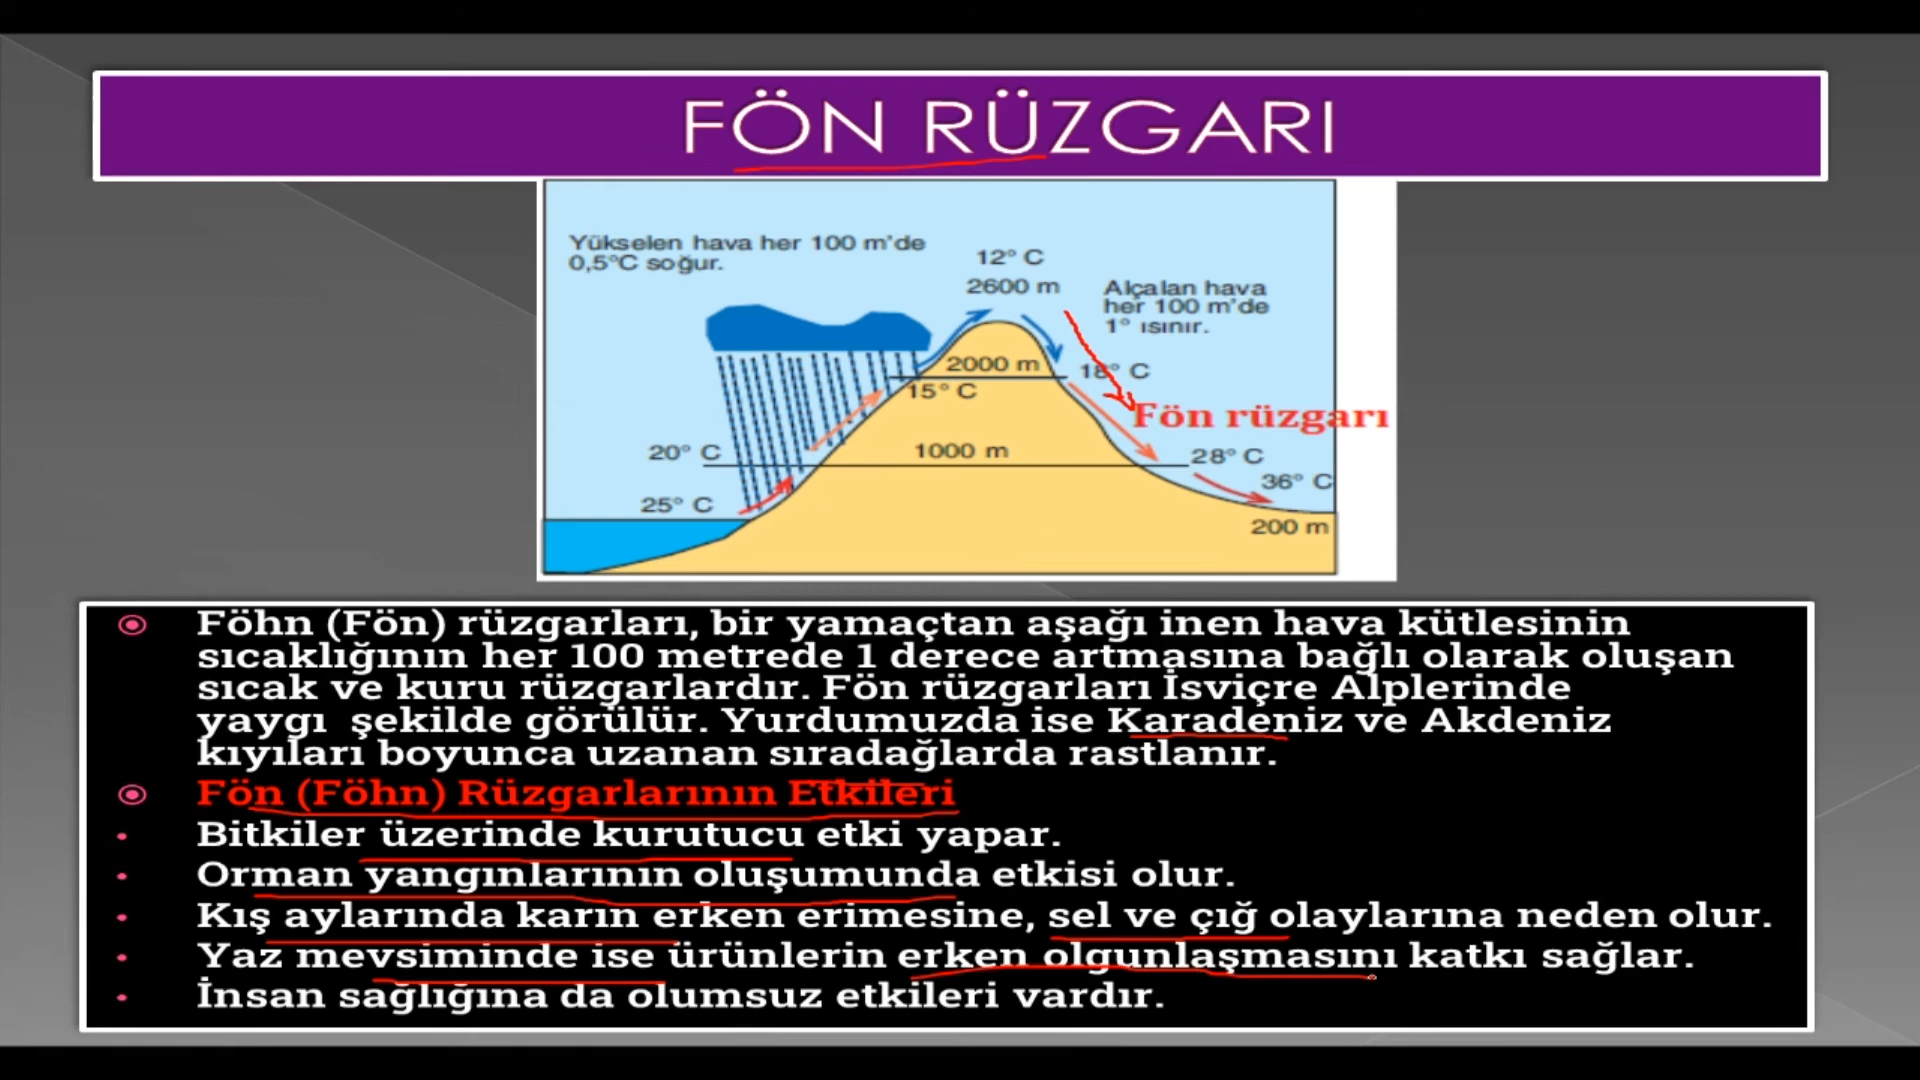 FÖN RÜZGARI
Yükselen hava her 100 m'de
0,5°C soğur.
12° C
2600 m
Alçalan hava
her 100 m'de
1° ısınır.
2000 m
18° C
15° C
Fön rüzgarı
20° C
1000 m
28° C
36° C
25° C
200 m
Föhn (Fön) rüzgarları, bir yamaçtan aşağı inen hava kütlesinin
sıcaklığının her 100 metrede 1 derece artmasına bağlı olarak oluşan
sıcak ve kuru rüzgarlardır. Fön rüzgarları İsviçre Alplerinde
yaygı şekilde görülür. Yurdumuzda ise Karadeniz ve Akdeniz
kıyıları boyunca uzanan sıradağlarda rastlanır.
Fön (Föhn) Rüzgarlarının Etkileri
Bitkiler üzerinde kurutucu etki yapar.
Orman yangınlarının oluşumunda etkisi olur.
Kış aylarında karın erken erimesine, sel ve çığ olaylarına neden olur.
Yaz mevsiminde ise ürünlerin erken olgunlaşmasını katkı sağlar.
İnsan sağlığına da olumsuz etkileri vardır.